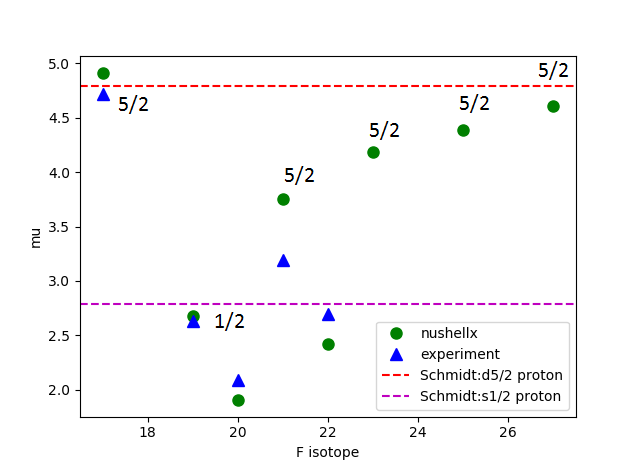 5.0
4.5
4.0
3.5
3.0
2.5
2.0
mu
5/2
5/2
5/2
5/2
5/2
1/2
nushellx
experiment
Schmidt:d5/2 proton
Schmidt:s1/2 proton
18 20 22 24 26
F isotope